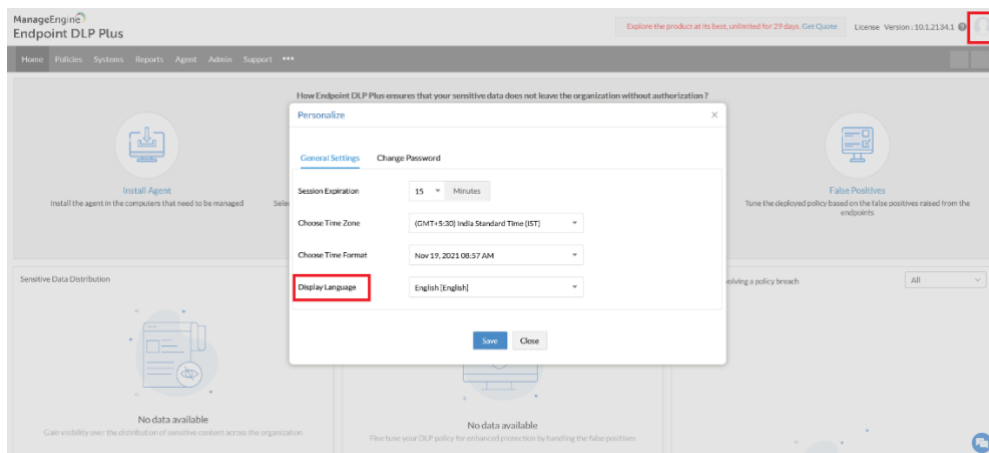 ManageEngine
Endpoint DLP Plus
Explore the product at its best, unlimited for 29 days. Get Quote
License Version : 10.1.2134.1
Home Policies Systems Reports Agent Admin Support •••
How Endpoint DLP Plus ensures that your sensitive data does not leave the organization without authorization ?
Personalize
General Settings Change Password
Session Expiration 15 Minutes
Choose Time Zone (GMT+5:30) India Standard Time (IST)
Choose Time Format Nov 19, 2021 08:57 AM
Display Language English [English]
Save Close
Install Agent
Install the agent in the computers that need to be managed
False Positives
Tune the deployed policy based on the false positives raised from the
endpoints
Sensitive Data Distribution
a policy breach
All
No data available
Gain visibility over the distribution of sensitive content across the organization
No data available
Fine tune your DLP policy for enhanced protection by handling the false positives